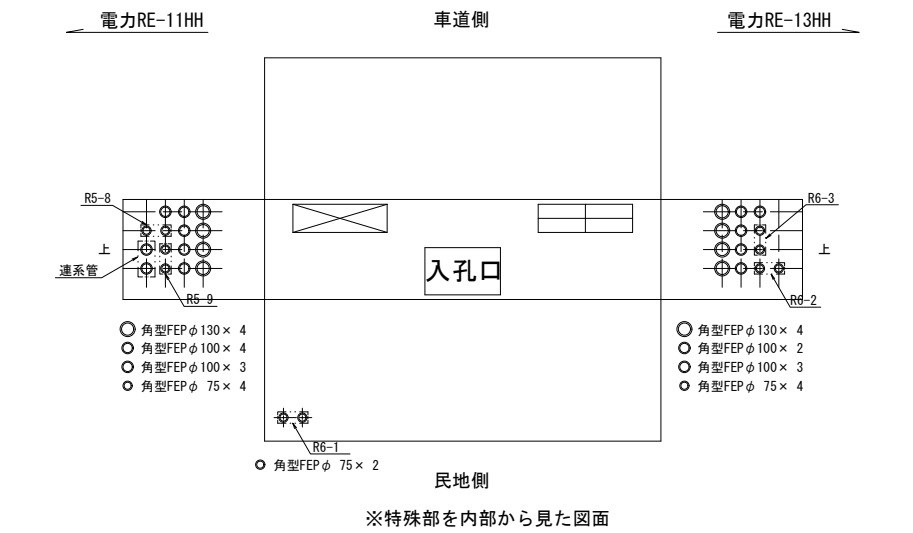 電力RE-11HH
車道側
電力RE-13HH
R5-8
R6-3
上
上
連系管
入孔口
R5-9
R6-2
角型FEPφ130× 4
角型FEPφ100× 4
角型FEPφ100× 3
角型FEPφ 75× 4
角型FEPφ130× 4
角型FEPφ100× 2
角型FEPφ100× 3
角型FEPφ 75× 4
R6-1
角型FEPφ 75× 2
民地側
※特殊部を内部から見た図面